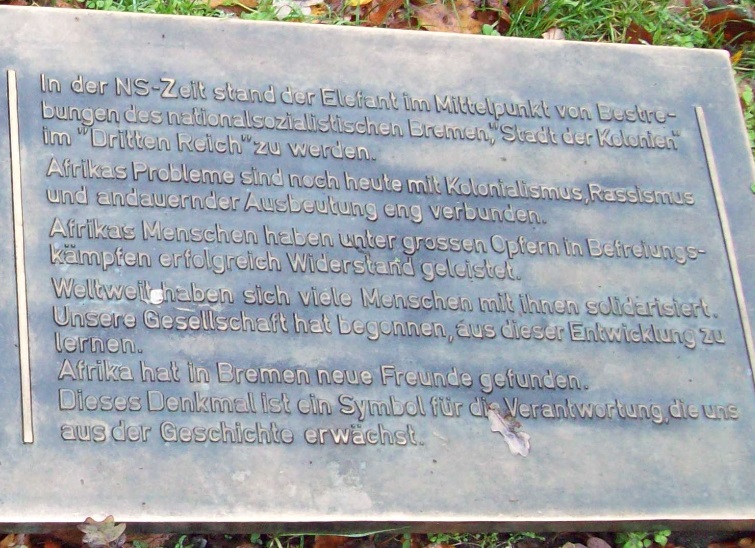 In der NS-Zeit stand der Elefant im Mittelpunkt von Bestre-
bungen des nationalsozialistischen Bremen, "Stadt der Kolonien"
im "Dritten Reich" zu werden.
Afrikas Probleme sind noch heute mit Kolonialismus, Rassismus
und andauernder Ausbeutung eng verbunden.
Afrikas Menschen haben unter grossen Opfern in Befreiungs-
kämpfen erfolgreich Widerstand geleistet.
Weltweit haben sich viele Menschen mit ihnen solidarisiert.
Unsere Gesellschaft hat begonnen, aus dieser Entwicklung zu
lernen.
Afrika hat in Bremen neue Freunde gefunden.
Dieses Denkmal ist ein Symbol für die Verantwortung, die uns
aus der Geschichte erwächst.